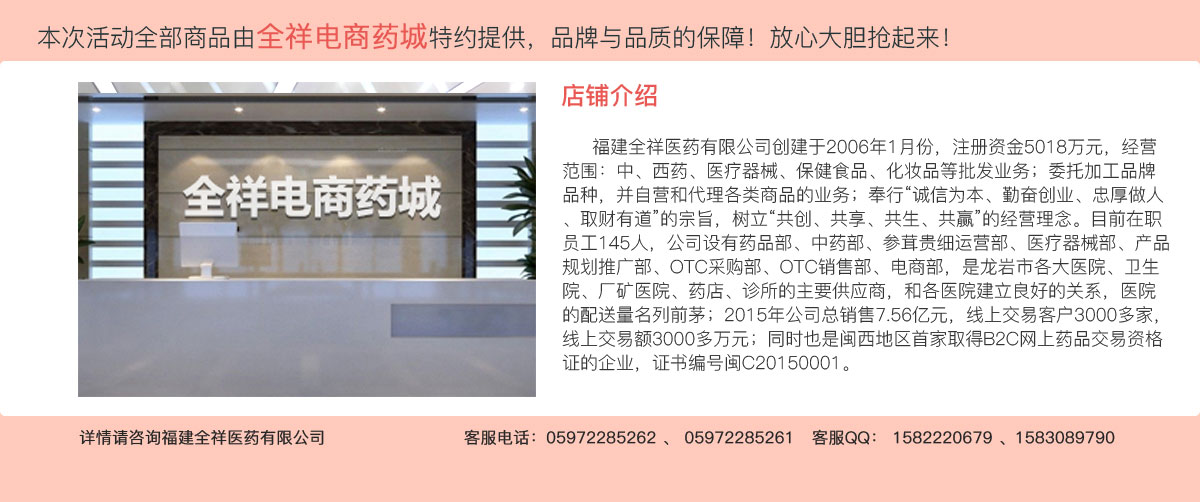 本次活动全部商品由全祥电商药城特约提供，品牌与品质的保障！放心大胆抢起来！
全祥电商药城
店铺介绍
福建全祥医药有限公司创建于2006年1月份，注册资金5018万元，经营
范围：中、西药、医疗器械、保健食品、化妆品等批发业务；委托加工品牌
品种，并自营和代理各类商品的业务；奉行“诚信为本、勤奋创业、忠厚做人
、取财有道”的宗旨，树立“共创、共享、共生、共赢”的经营理念。目前在职
员工145人，公司设有药品部、中药部、参茸贵细运营部、医疗器械部、产品
规划推广部、OTC采购部、OTC销售部、电商部，是龙岩市各大医院、卫生
院、厂矿医院、药店、诊所的主要供应商，和各医院建立良好的关系，医院
的配送量名列前茅；2015年公司总销售7.56亿元，线上交易客户3000多家，
线上交易额3000多万元；同时也是闽西地区首家取得B2C网上药品交易资格
证的企业，证书编号闽C20150001。
详情请咨询福建全祥医药有限公司 客服电话：05972285262 、 05972285261 客服QQ： 1582220679 、1583089790